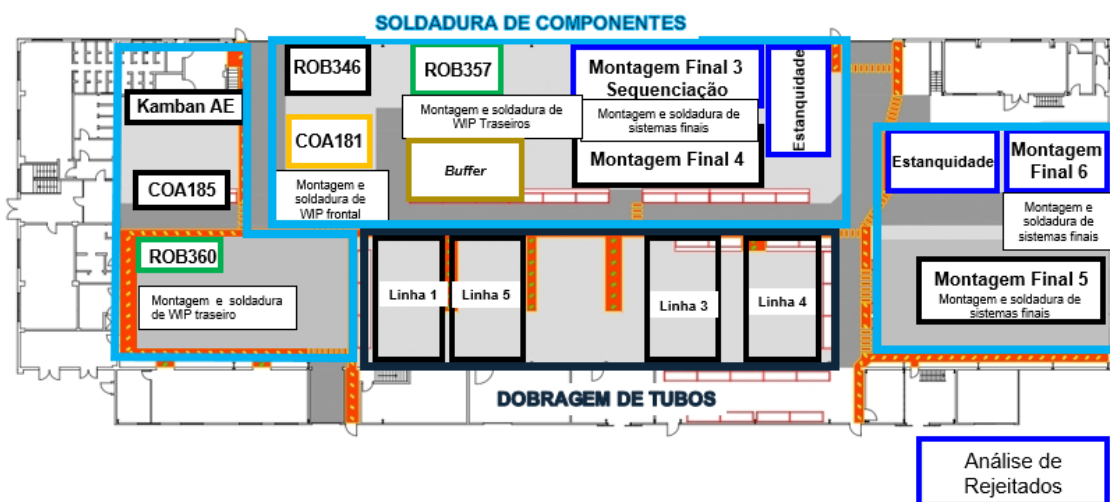 SOLDADURA DE COMPONENTES
ROB346
ROB357
Montagem Final 3
Sequenciação
Estanquidade
Kamban AE
Montagem e soldadura de
WIP Traseiros
Montagem e soldadura de
sistemas finais
COA181
Buffer
Montagem Final 4
Estanquidade
Montagem
Final 6
COA185
Montagem e
soldadura de
WIP frontal
Montagem e
soldadura de
sistemas finais
ROB360
Montagem e soldadura
de WIP traseiro
Linha 1
Linha 5
Linha 3
Linha 4
Montagem Final 5
Montagem e soldadura de
sistemas finais
DOBRAGEM DE TUBOS
Análise de
Rejeitados